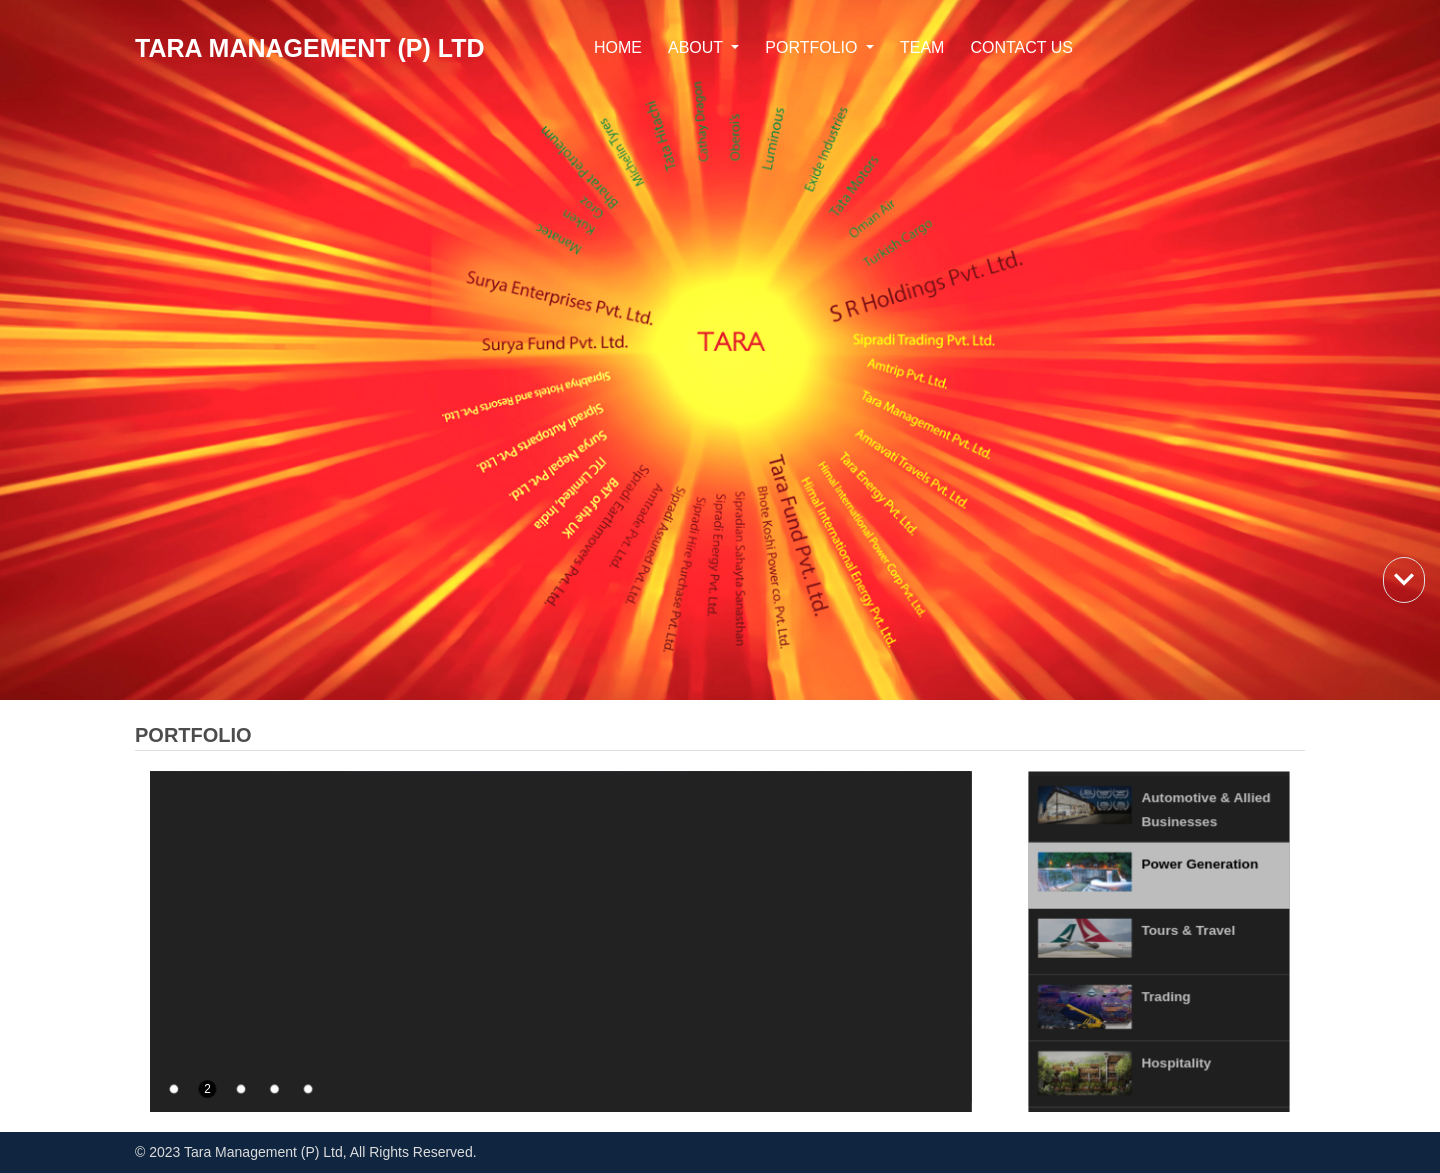 TARA MANAGEMENT (P) LTD
HOME ABOUT PORTFOLIO TEAM CONTACT US
Manatec
Kuken
Groz
Bharat Petroleum
Michelin Tyres
Tata Hitachi
Cathay Dragon
Oberoi's
Luminous
Exide Industries
Tata Motors
Oman Air
Turkish Cargo
S R Holdings Pvt. Ltd.
Surya Enterprises Pvt. Ltd.
Surya Fund Pvt. Ltd.
TARA
Sipradi Trading Pvt. Ltd.
Amtrip Pvt. Ltd.
Tara Management Pvt. Ltd.
Amravati Travels Pvt. Ltd.
Tara Energy Pvt. Ltd.
Himal International Power Corp Pvt. Ltd.
Himal International Energy Pvt. Ltd.
Tara Fund Pvt. Ltd.
Bhote Koshi Power co. Pvt. Ltd.
Sipradian Sahayta Sanasthan
Sipradi Energy Pvt. Ltd.
Sipradi Hire Purchase Pvt. Ltd.
Sipradi Assured Pvt. Ltd.
Amtrade Pvt. Ltd.
Sipradi Earthmovers Pvt. Ltd.
BAT of the UK
ITC Limited, India
Surya Nepal Pvt. Ltd.
Sipradi Autoparts Pvt. Ltd.
Siprabhya Hotels and Resorts Pvt. Ltd.
PORTFOLIO
Automotive & Allied
Businesses
Power Generation
Tours & Travel
Trading
Hospitality
2
© 2023 Tara Management (P) Ltd, All Rights Reserved.